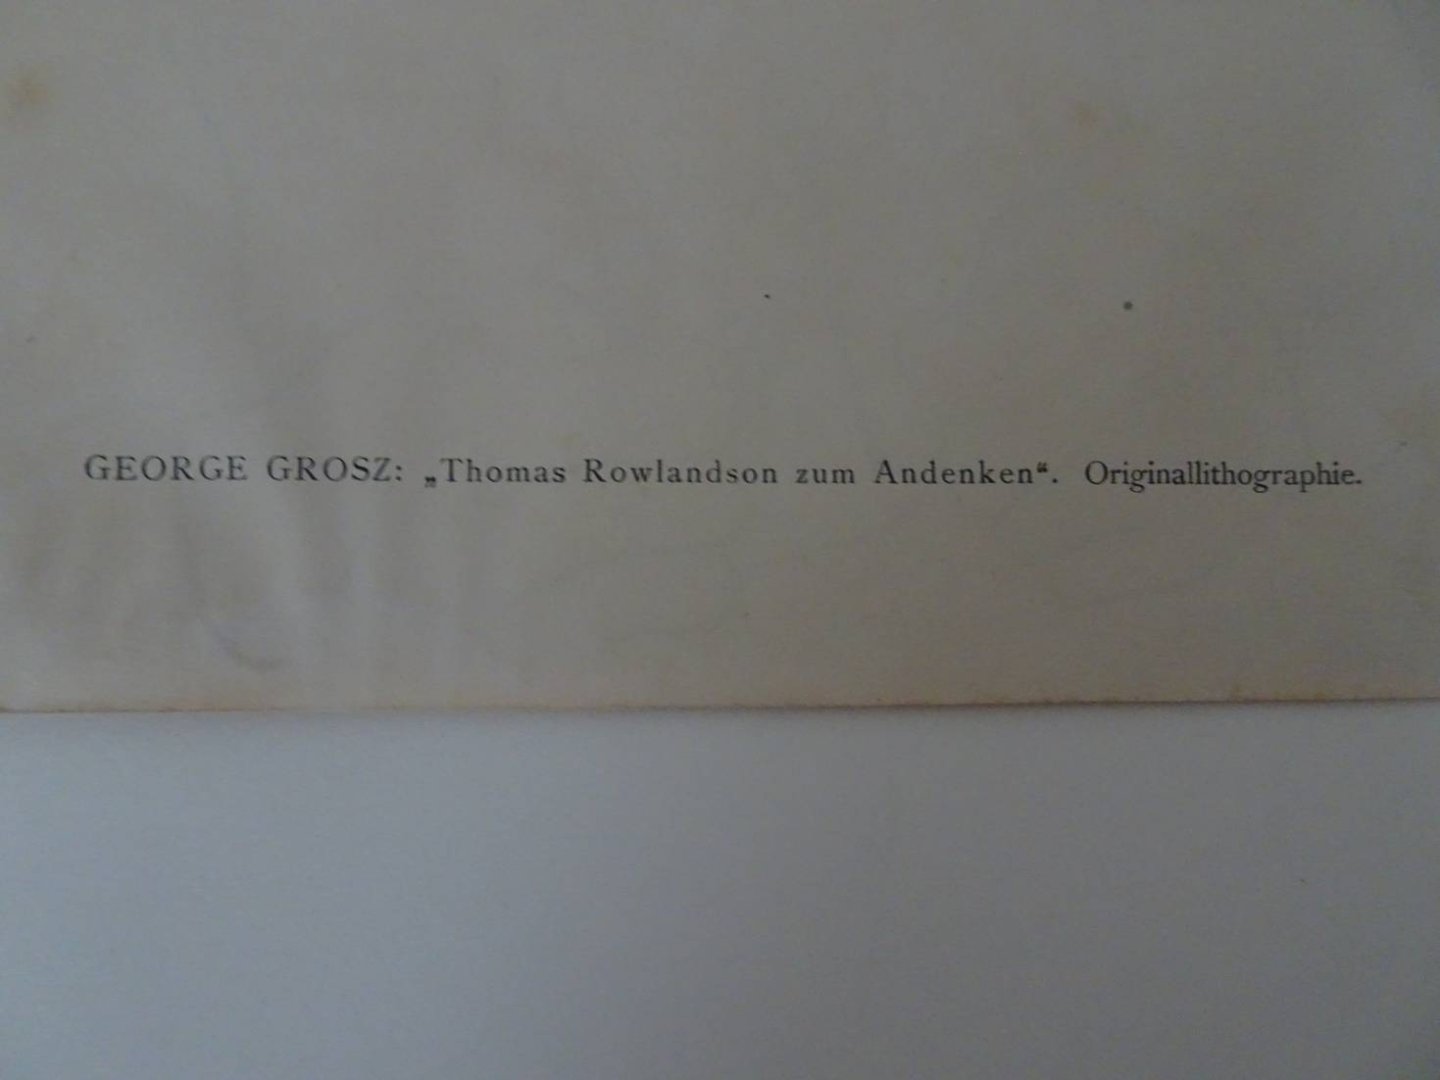 GEORGE GROSZ: „Thomas Rowlandson zum Andenken“. Originallithographie.